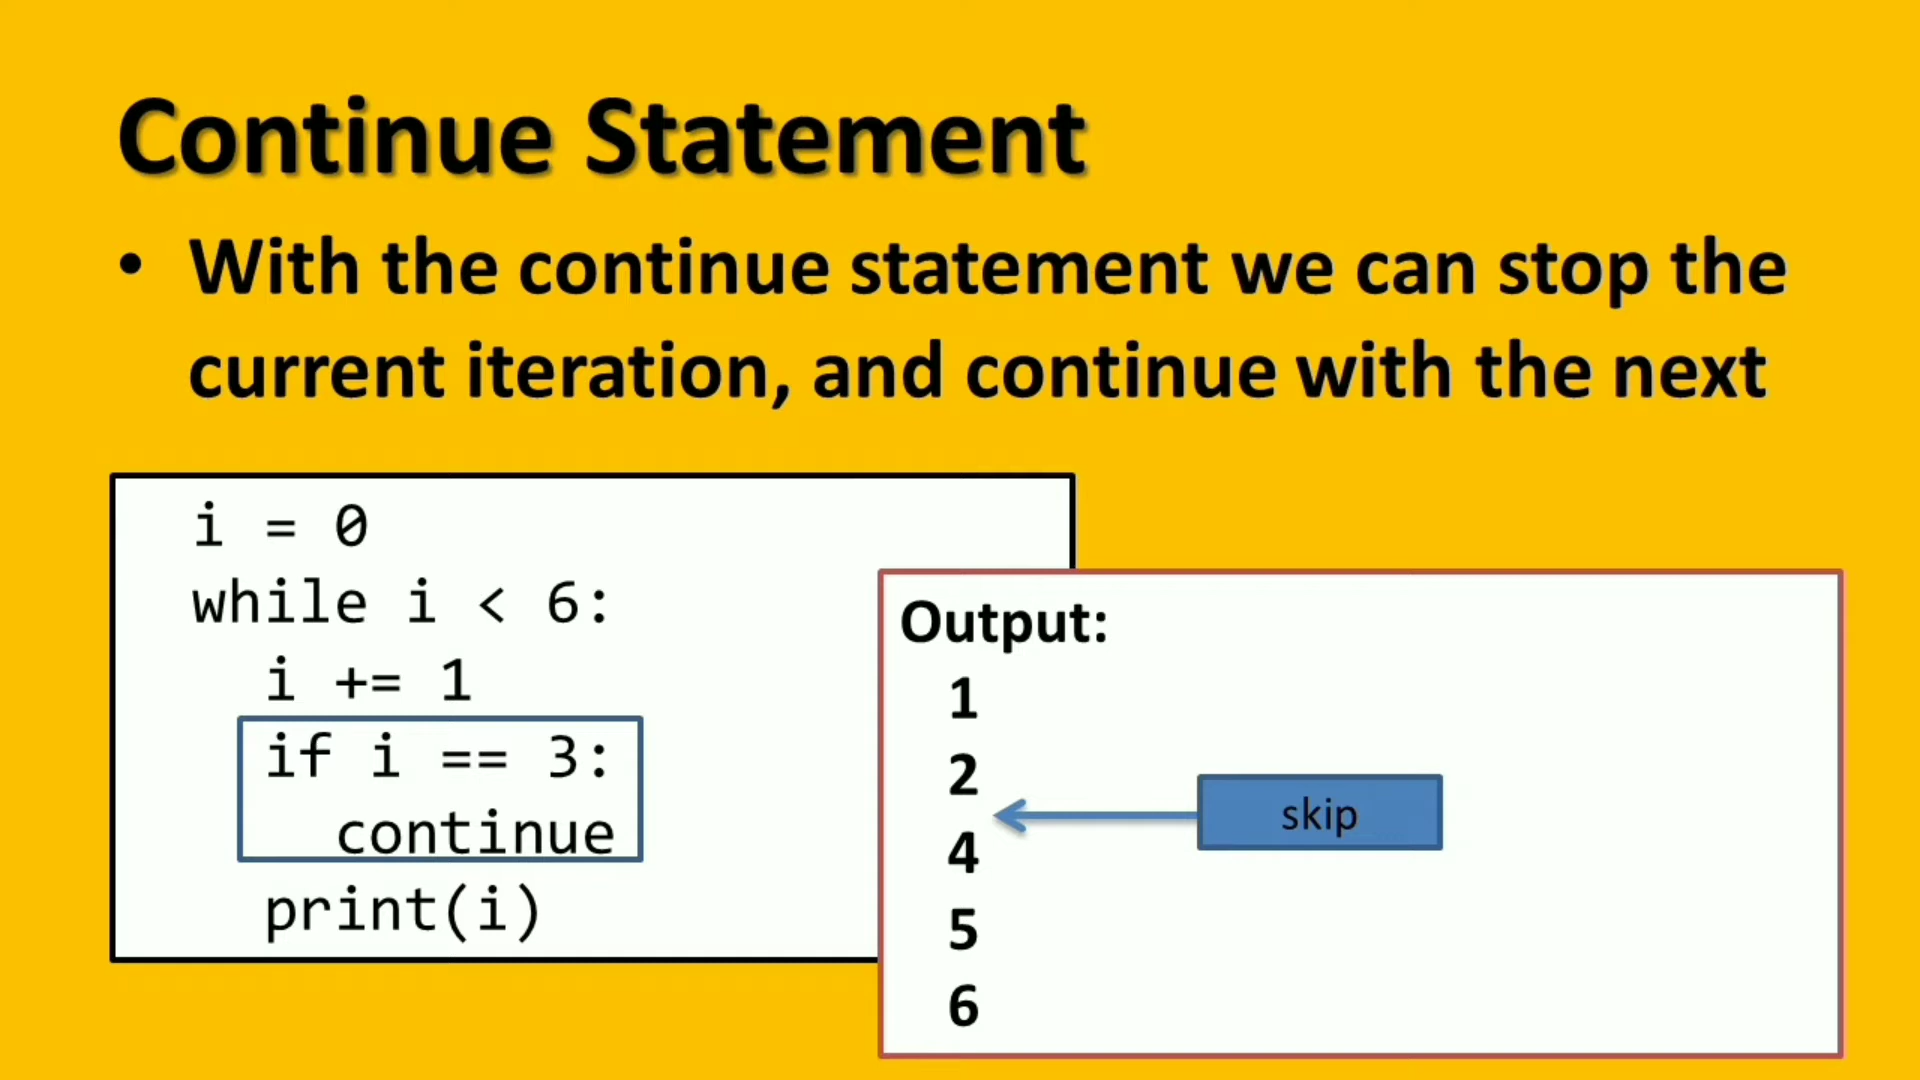 Continue Statement
• With the continue statement we can stop the
current iteration, and continue with the next
i = 0
while i < 6:
i += 1
if i == 3:
continue
print(i)
Output:
1
2
skip
4
5
6